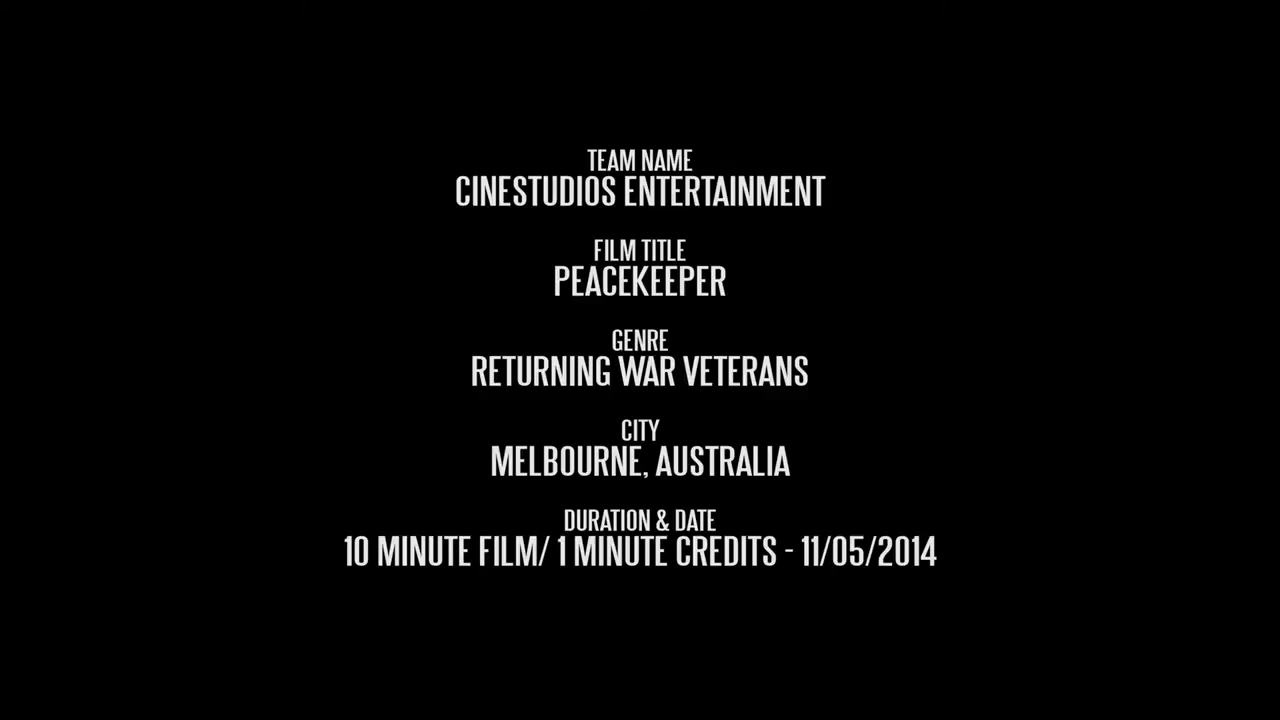 TEAM NAME
CINESTUDIOS ENTERTAINMENT
FILM TITLE
PEACEKEEPER
GENRE
RETURNING WAR VETERANS
CITY
MELBOURNE, AUSTRALIA
DURATION & DATE
10 MINUTE FILM/ 1 MINUTE CREDITS - 11/05/2014